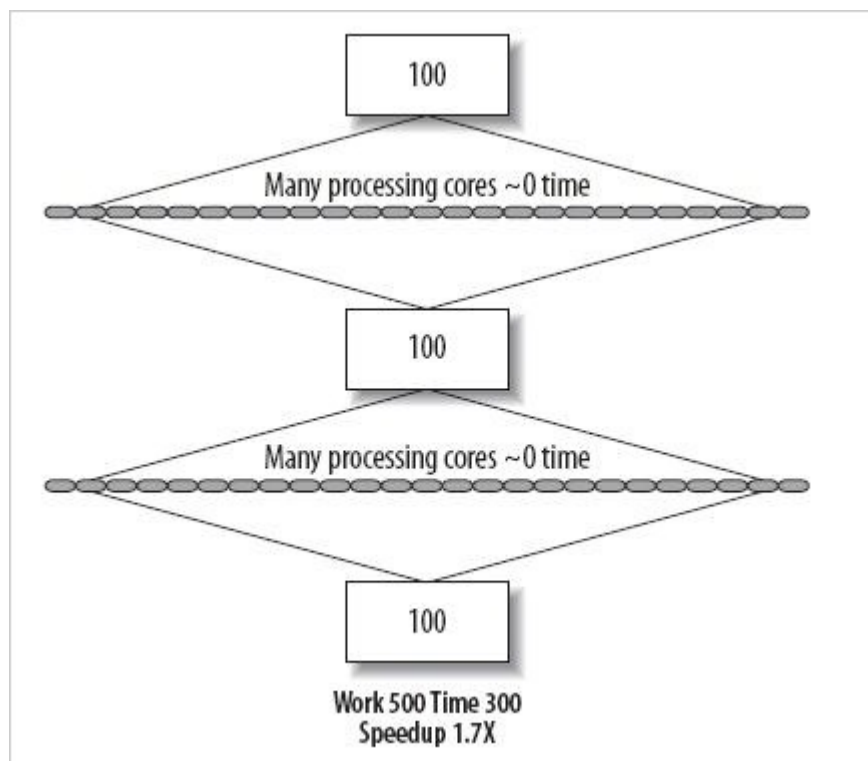 100
Many processing cores ~0 time
100
Many processing cores ~0 time
100
Work 500 Time 300
Speedup 1.7X